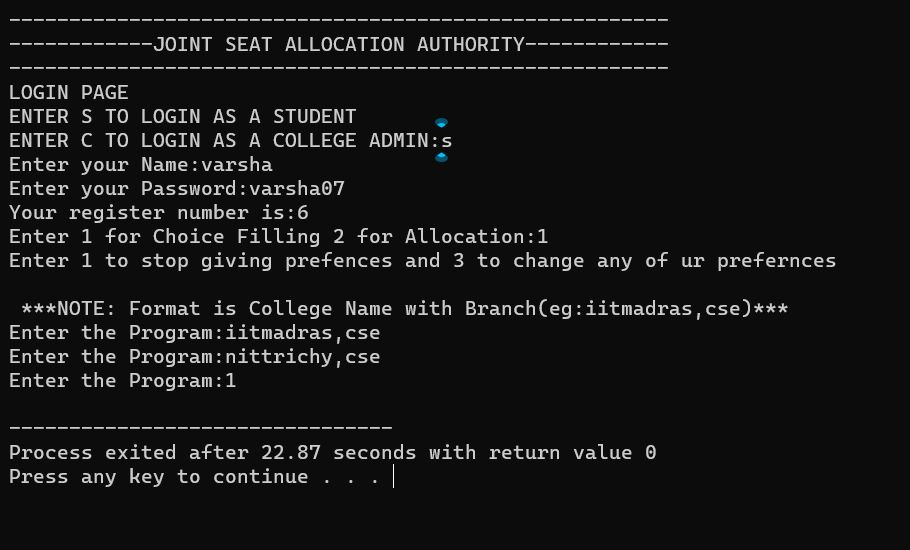 -------------------------------------------------------
------------JOINT SEAT ALLOCATION AUTHORITY------------
-------------------------------------------------------
LOGIN PAGE
ENTER S TO LOGIN AS A STUDENT
ENTER C TO LOGIN AS A COLLEGE ADMIN:s
Enter your Name:varsha
Enter your Password:varsha07
Your register number is:6
Enter 1 for Choice Filling 2 for Allocation:1
Enter 1 to stop giving prefences and 3 to change any of ur prefernces
***NOTE: Format is College Name with Branch(eg:iitmadras,cse)***
Enter the Program:iitmadras,cse
Enter the Program:nittrichy,cse
Enter the Program:1
--------------------------------
Process exited after 22.87 seconds with return value 0
Press any key to continue . . .